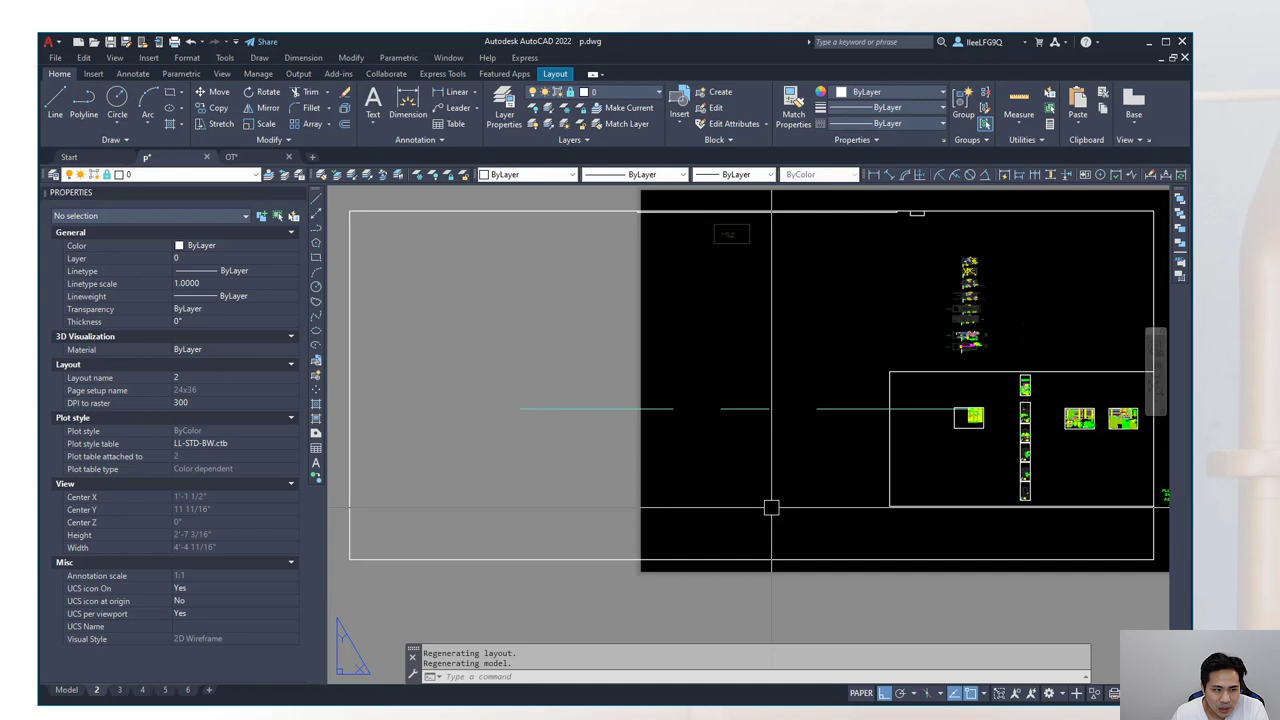 Share
Autodesk AutoCAD 2022 p.dwg
Type a keyword or phrase
lleeLFG9Q
File Edit View Insert Format Tools Draw Dimension Modify Parametric Window Help Express
Home Insert Annotate Parametric View Manage Output Add-ins Collaborate Express Tools Featured Apps Layout
Line Polyline Circle Arc
Move Rotate Trim
Copy Mirror Fillet
Stretch Scale Array
Text Dimension
Linear
Leader
Table
Layer Properties
0
Make Current
Match Layer
Insert
Create
Edit
Edit Attributes
Match Properties
ByLayer
ByLayer
ByLayer
Group
Measure
Paste
Base
Draw Modify Annotation Layers Block Properties Groups Utilities Clipboard View
Start p* OT*
0 ByLayer ByLayer ByLayer ByColor
PROPERTIES
No selection
General
Color ByLayer
Layer 0
Linetype ByLayer
Linetype scale 1.0000
Lineweight ByLayer
Transparency ByLayer
Thickness 0"
3D Visualization
Material ByLayer
Layout
Layout name 2
Page setup name 24x36
DPI to raster 300
Plot style
Plot style ByColor
Plot style table LL-STD-BW.ctb
Plot table attached to 2
Plot table type Color dependent
View
Center X 1'-1 1/2"
Center Y 11 11/16"
Center Z 0"
Height 2'-7 3/16"
Width 4'-4 11/16"
Misc
Annotation scale 1:1
UCS icon On Yes
UCS icon at origin No
UCS per viewport Yes
UCS Name
Visual Style 2D Wireframe
Y
X
Regenerating layout.
Regenerating model.
Type a command
Model 2 3 4 5 6
PAPER